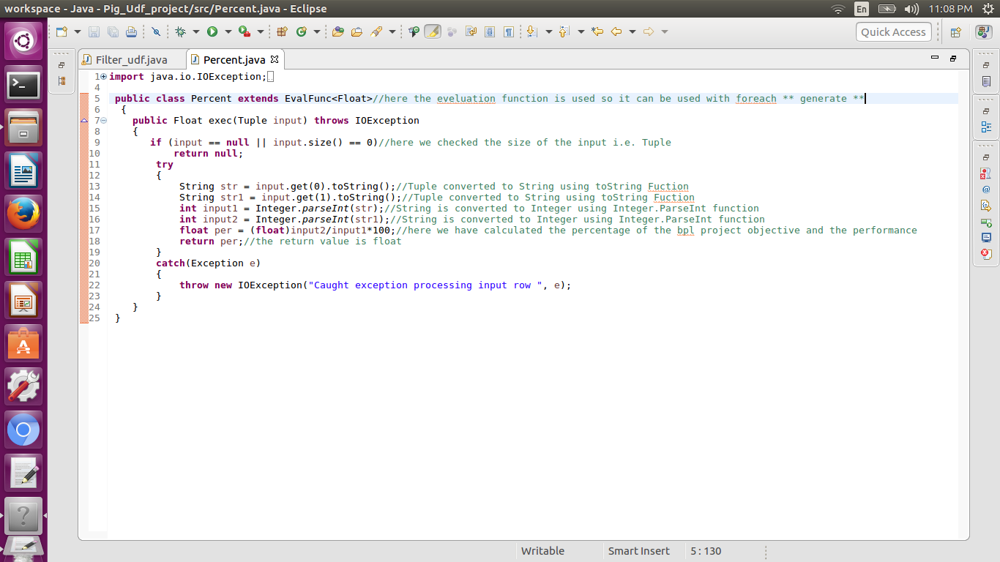 workspace - Java - Pig_Udf_project/src/Percent.java - Eclipse
En
11:08 PM
Quick Access
Filter_udf.java
Percent.java
1 import java.io.IOException;
4
5 public class Percent extends EvalFunc<Float>//here the eveluation function is used so it can be used with foreach ** generate **
6 {
7 public Float exec(Tuple input) throws IOException
8 {
9 if (input == null || input.size() == 0)//here we checked the size of the input i.e. Tuple
10 return null;
11 try
12 {
13 String str = input.get(0).toString();//Tuple converted to String using toString Fuction
14 String str1 = input.get(1).toString();//Tuple converted to String using toString Fuction
15 int input1 = Integer.parseInt(str);//String is converted to Integer using Integer.ParseInt function
16 int input2 = Integer.parseInt(str1);//String is converted to Integer using Integer.ParseInt function
17 float per = (float)input2/input1*100;//here we have calculated the percentage of the bpl project objective and the performance
18 return per;//the return value is float
19 }
20 catch(Exception e)
21 {
22 throw new IOException("Caught exception processing input row ", e);
23 }
24 }
25 }
Writable
Smart Insert
5 : 130